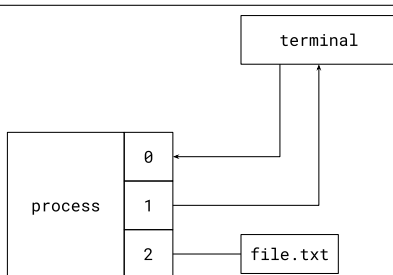 terminal
0
process
1
2
file.txt